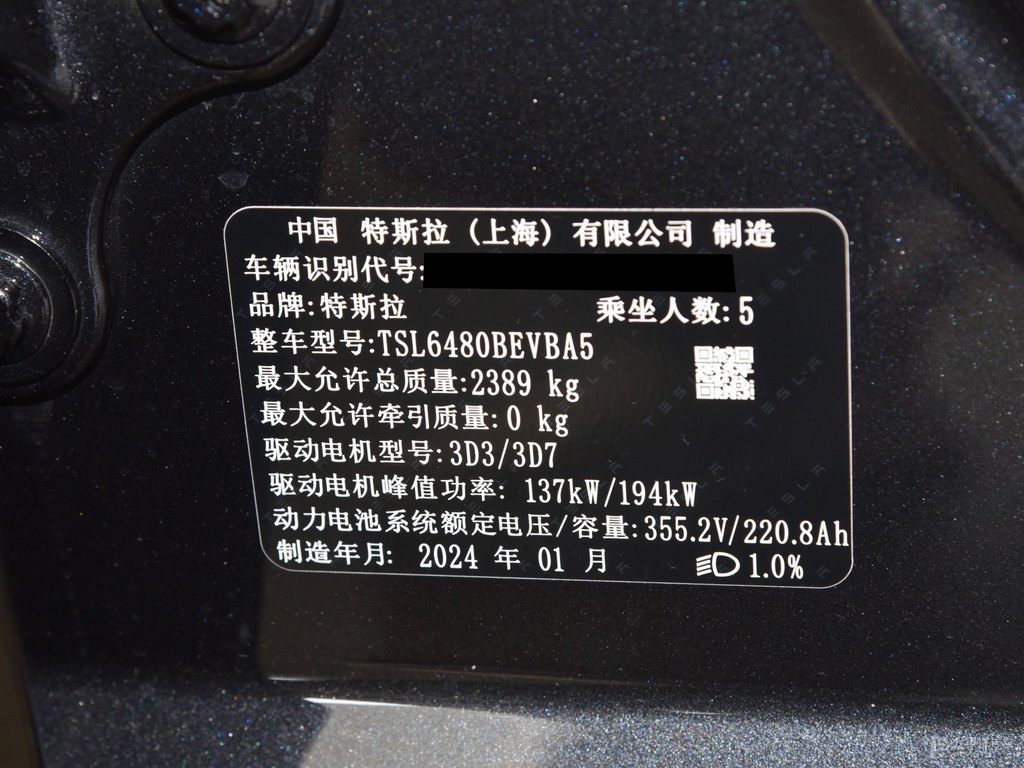 中国 特斯拉（上海）有限公司 制造
车辆识别代号:
品牌:特斯拉 乘坐人数:5
整车型号:TSL6480BEVBA5
最大允许总质量:2389 kg
最大允许牵引质量:0 kg
驱动电机型号:3D3/3D7
驱动电机峰值功率: 137kW/194kW
动力电池系统额定电压/容量:355.2V/220.8Ah
制造年月: 2024 年 01 月 1.0%
TESLA
TESLA